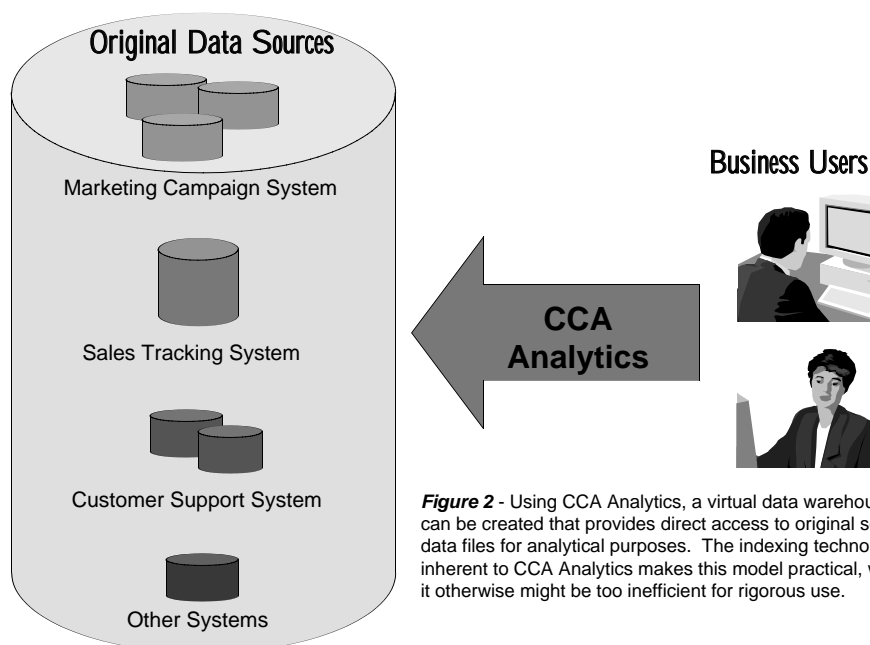 Original Data Sources
Marketing Campaign System
Sales Tracking System
Customer Support System
Other Systems
CCA
Analytics
Business Users
Figure 2 - Using CCA Analytics, a virtual data
can be created that provides direct access to original
data files for analytical purposes.  The indexing
inherent to CCA Analytics makes this model practical,
it otherwise might be too inefficient for rigorous use.